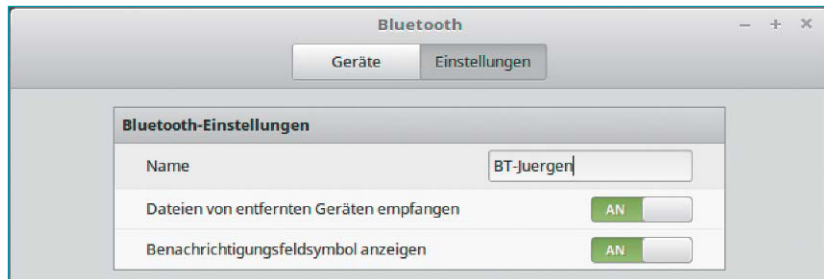 Bluetooth
Geräte Einstellungen
Bluetooth-Einstellungen
Name BT-Juergen
Dateien von entfernten Geräten empfangen AN
Benachrichtigungsfeldsymbol anzeigen AN